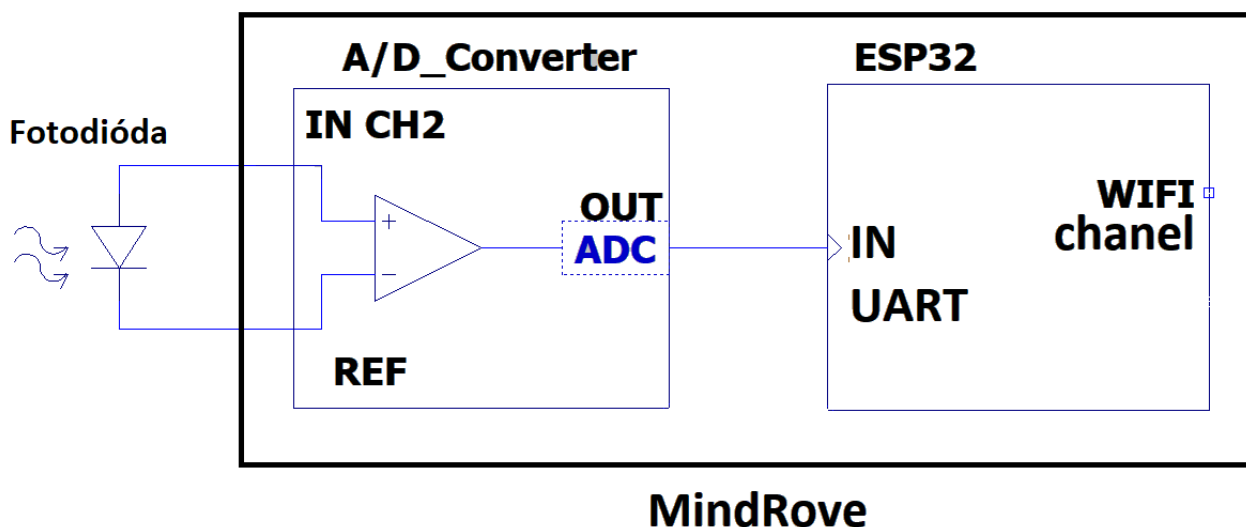 A/D_Converter
ESP32
Fotodióda
IN CH2
+
OUT
ADC
−
REF
IN
UART
WIFI
chanel
MindRove